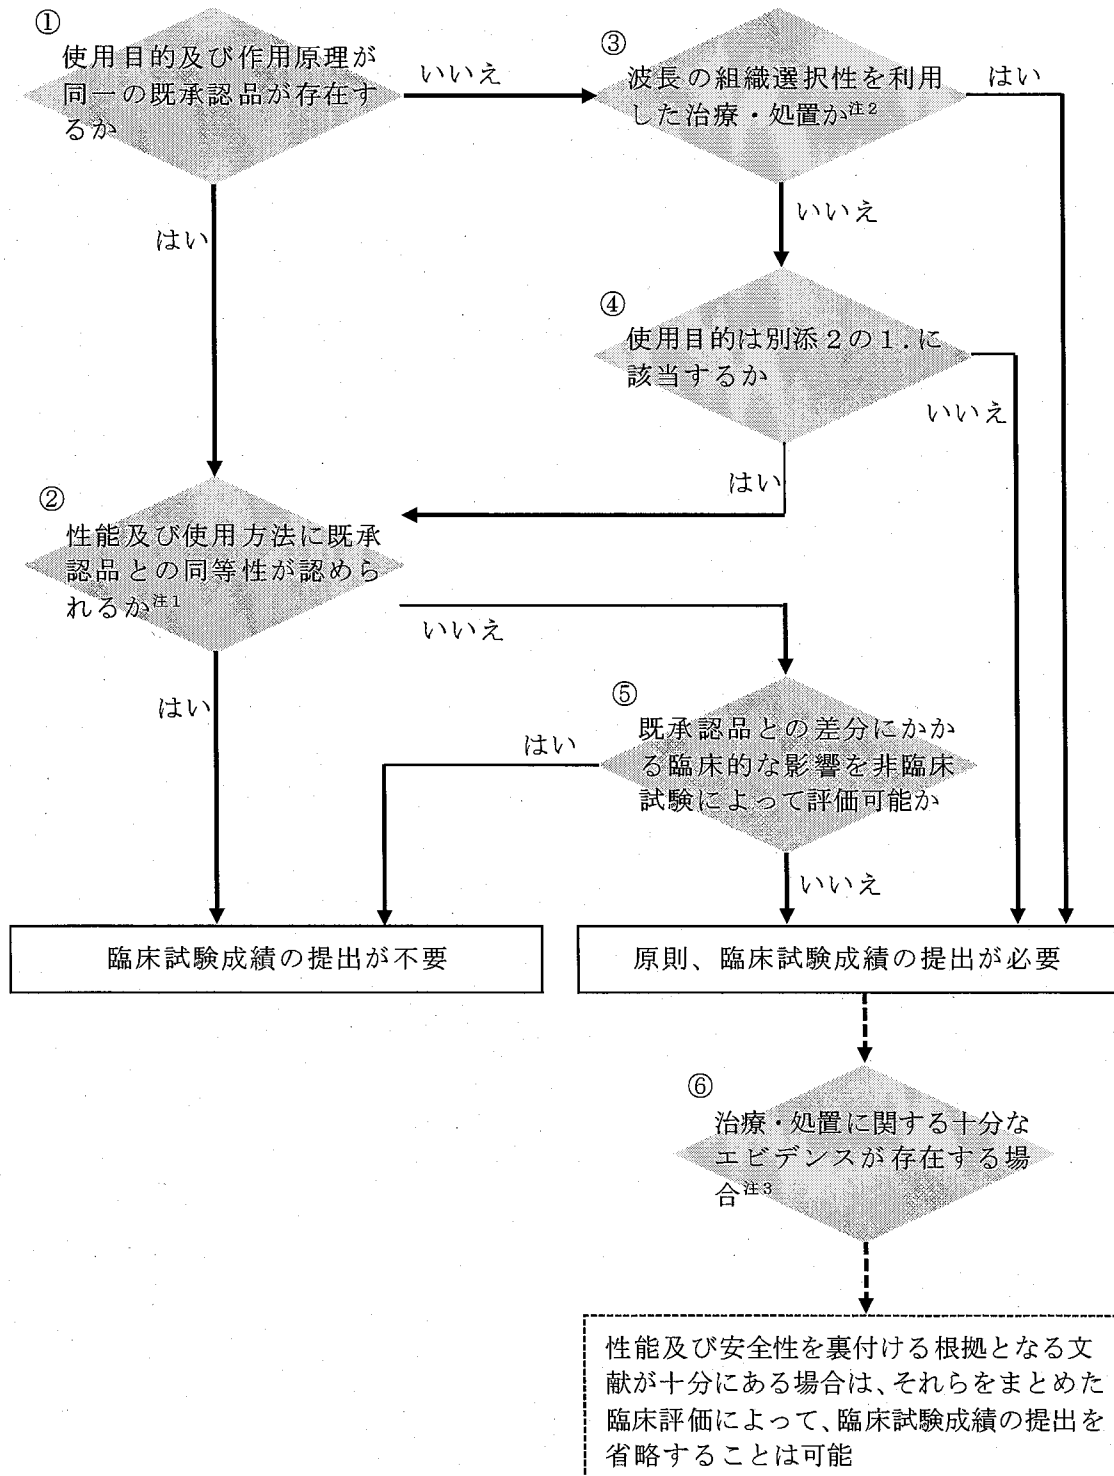 ①
使用目的及び作用原理が
同一の既承認品が存在す
るか
いいえ
③
波長の組織選択性を利用
した治療・処置か注2
はい
はい
いいえ
④
使用目的は別添2の1.に
該当するか
いいえ
はい
②
性能及び使用方法に既承
認品との同等性が認めら
れるか注1
いいえ
はい
⑤
既承認品との差分にかか
る臨床的な影響を非臨床
試験によって評価可能か
はい
いいえ
臨床試験成績の提出が不要
原則、臨床試験成績の提出が必要
⑥
治療・処置に関する十分な
エビデンスが存在する場
合注3
性能及び安全性を裏付ける根拠となる文
献が十分にある場合は、それらをまとめた
臨床評価によって、臨床試験成績の提出を
省略することは可能